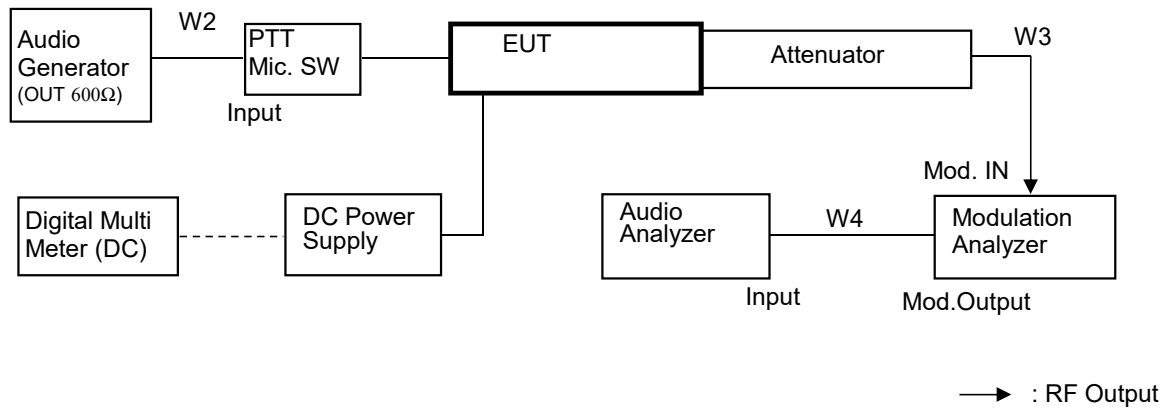 W2
Audio
Generator
(OUT 600Ω)
PTT
Mic. SW
Input
EUT
Attenuator
W3
Mod. IN
Digital Multi
Meter (DC)
DC Power
Supply
Audio
Analyzer
W4
Modulation
Analyzer
Input
Mod.Output
: RF Output